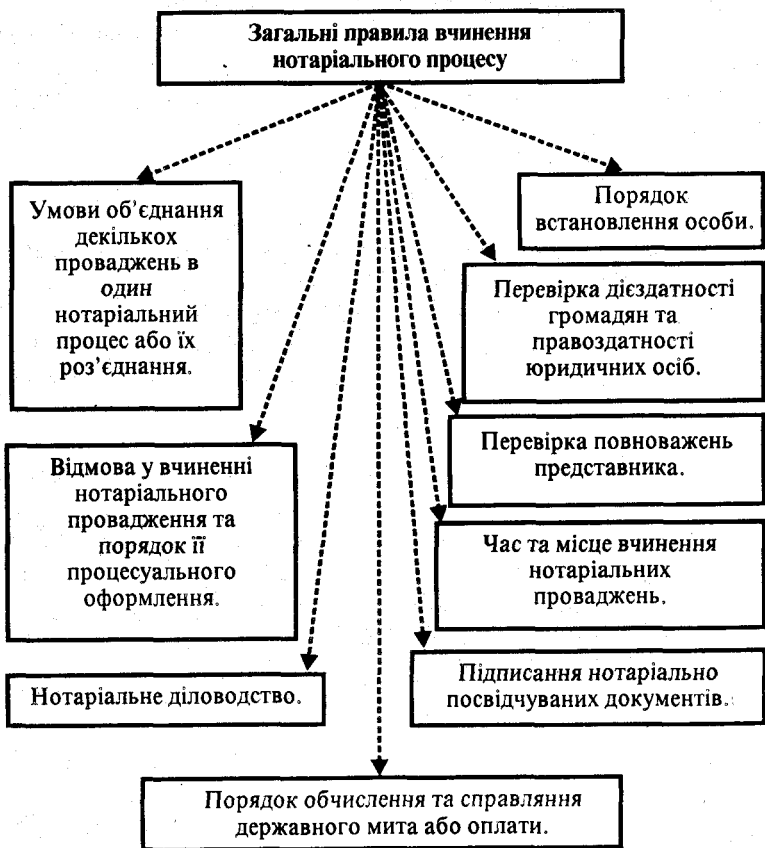 Загальні правила вчинення
нотаріального процесу
Умови об’єднання
декількох
проваджень в
один
нотаріальний
процес або їх
роз’єднання.
Відмова у вчиненні
нотаріального
провадження та
порядок її
процесуального
оформлення.
Нотаріальне діловодство.
Порядок
встановлення особи.
Перевірка дієздатності
громадян та
правоздатності
юридичних осіб.
Перевірка повноважень
представника.
Час та місце вчинення
нотаріальних
проваджень.
Підписання нотаріально
посвідчуваних документів.
Порядок обчислення та справляння
державного мита або оплати.